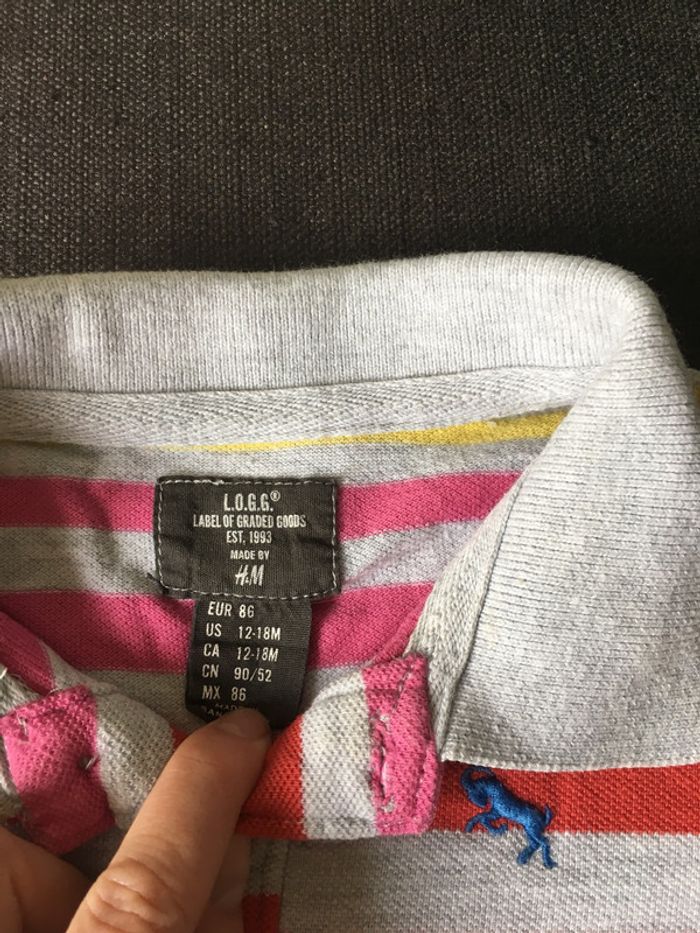 L.O.G.G.®
LABEL OF GRADED GOODS
EST. 1993
MADE BY
H&M
EUR 86
US 12-18M
CA 12-18M
CN 90/52
MX 86